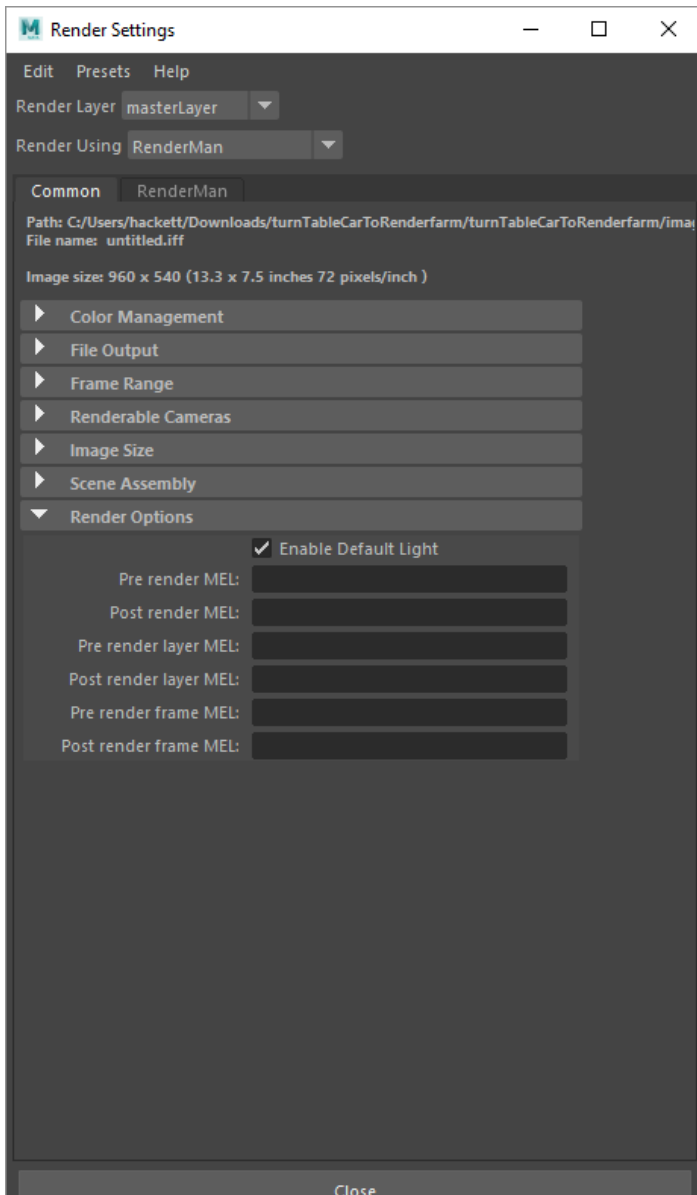 Render Settings
Edit Presets Help
Render Layer masterLayer
Render Using RenderMan
Common RenderMan
Path: C:/Users/hackett/Downloads/turnTableCarToRenderfarm/turnTableCarToRenderfarm/ima
File name: untitled.iff
Image size: 960 x 540 (13.3 x 7.5 inches 72 pixels/inch )
Color Management
File Output
Frame Range
Renderable Cameras
Image Size
Scene Assembly
Render Options
Enable Default Light
Pre render MEL:
Post render MEL:
Pre render layer MEL:
Post render layer MEL:
Pre render frame MEL:
Post render frame MEL:
Close